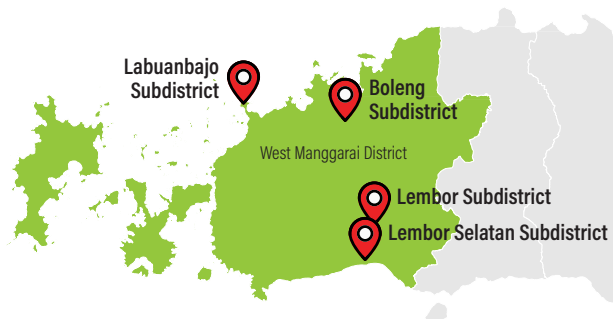 Labuanbajo
Subdistrict
Boleng
Subdistrict
West Manggarai District
Lembor Subdistrict
Lembor Selatan Subdistrict